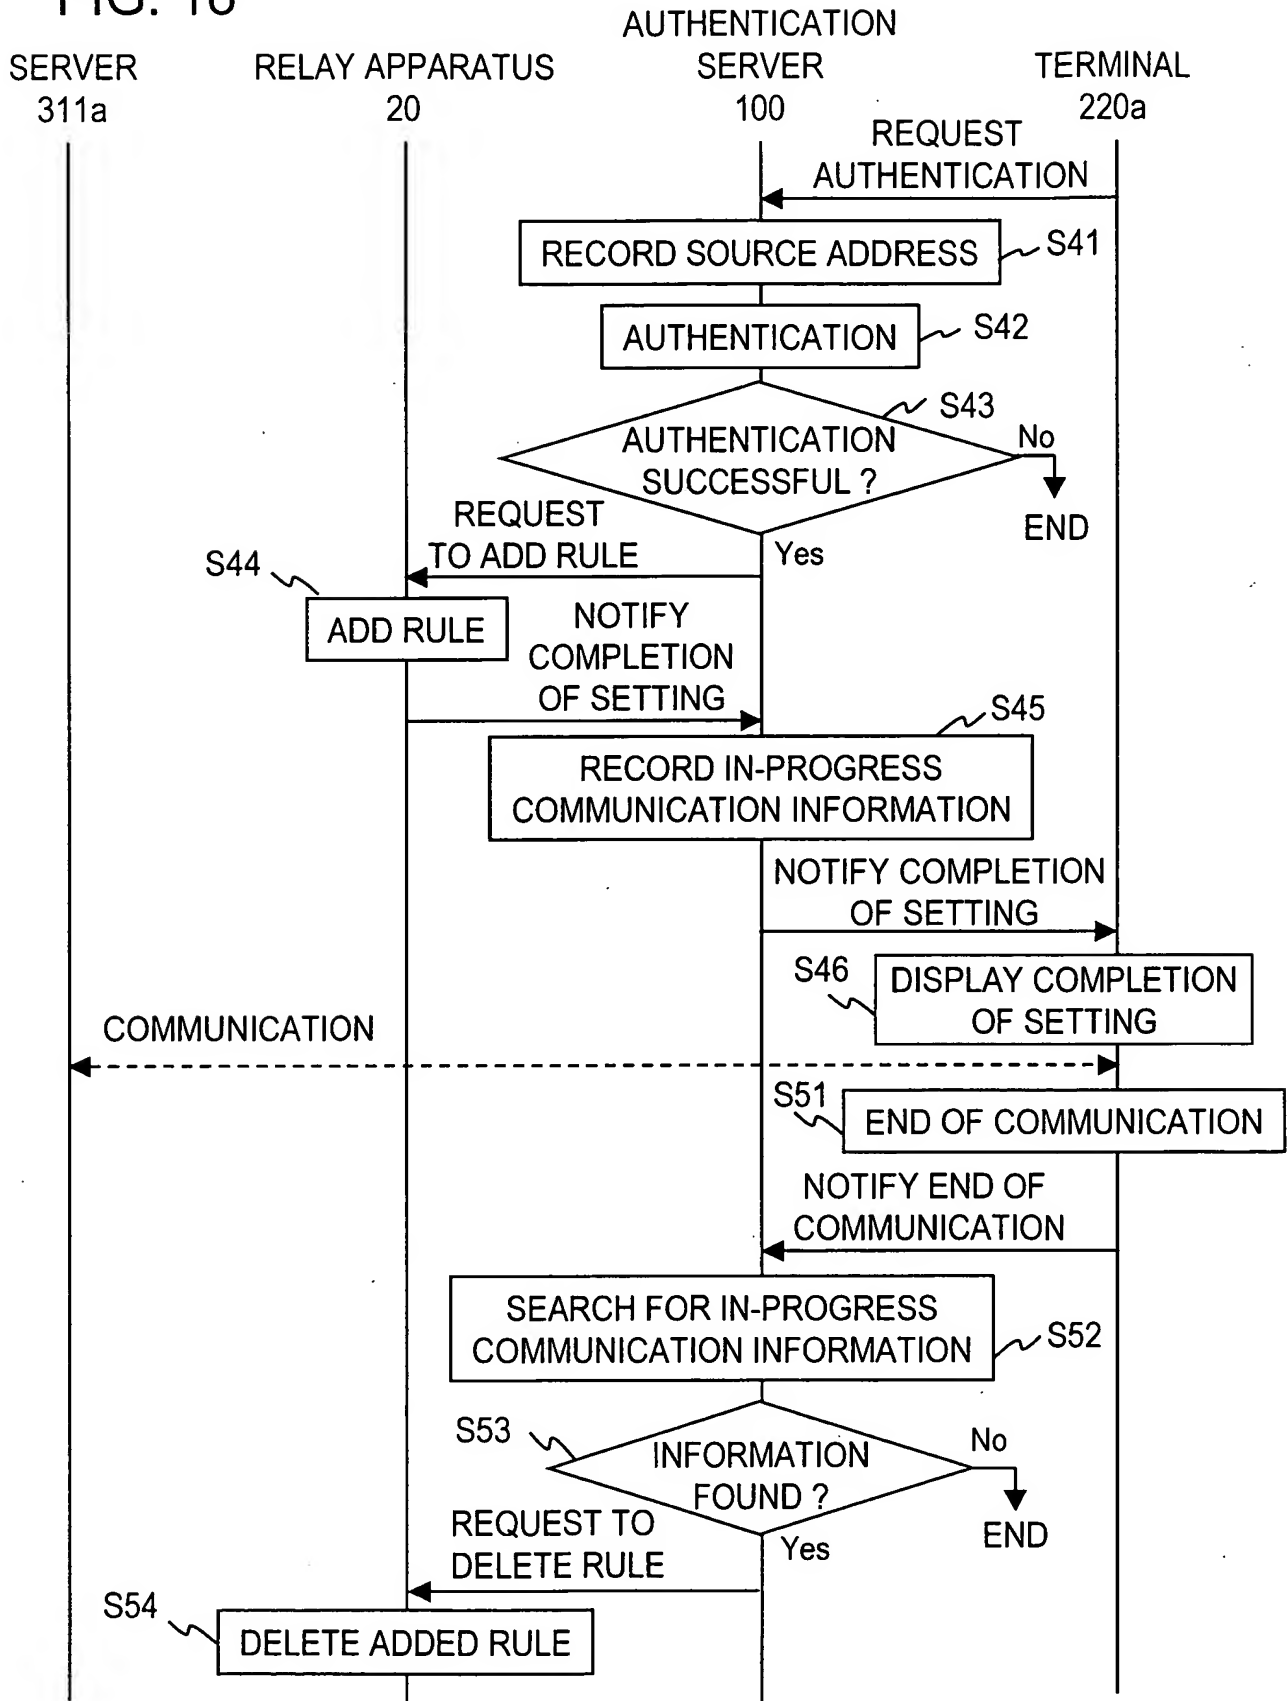 SERVER
311a
RELAY APPARATUS
20
AUTHENTICATION
SERVER
100
TERMINAL
220a
REQUEST
AUTHENTICATION
RECORD SOURCE ADDRESS
S41
AUTHENTICATION
S42
S43
AUTHENTICATION
SUCCESSFUL ?
No
END
Yes
REQUEST
TO ADD RULE
S44
ADD RULE
NOTIFY
COMPLETION
OF SETTING
S45
RECORD IN-PROGRESS
COMMUNICATION INFORMATION
NOTIFY COMPLETION
OF SETTING
S46
DISPLAY COMPLETION
OF SETTING
COMMUNICATION
S51
END OF COMMUNICATION
NOTIFY END OF
COMMUNICATION
SEARCH FOR IN-PROGRESS
COMMUNICATION INFORMATION
S52
S53
INFORMATION
FOUND ?
No
END
Yes
REQUEST TO
DELETE RULE
S54
DELETE ADDED RULE